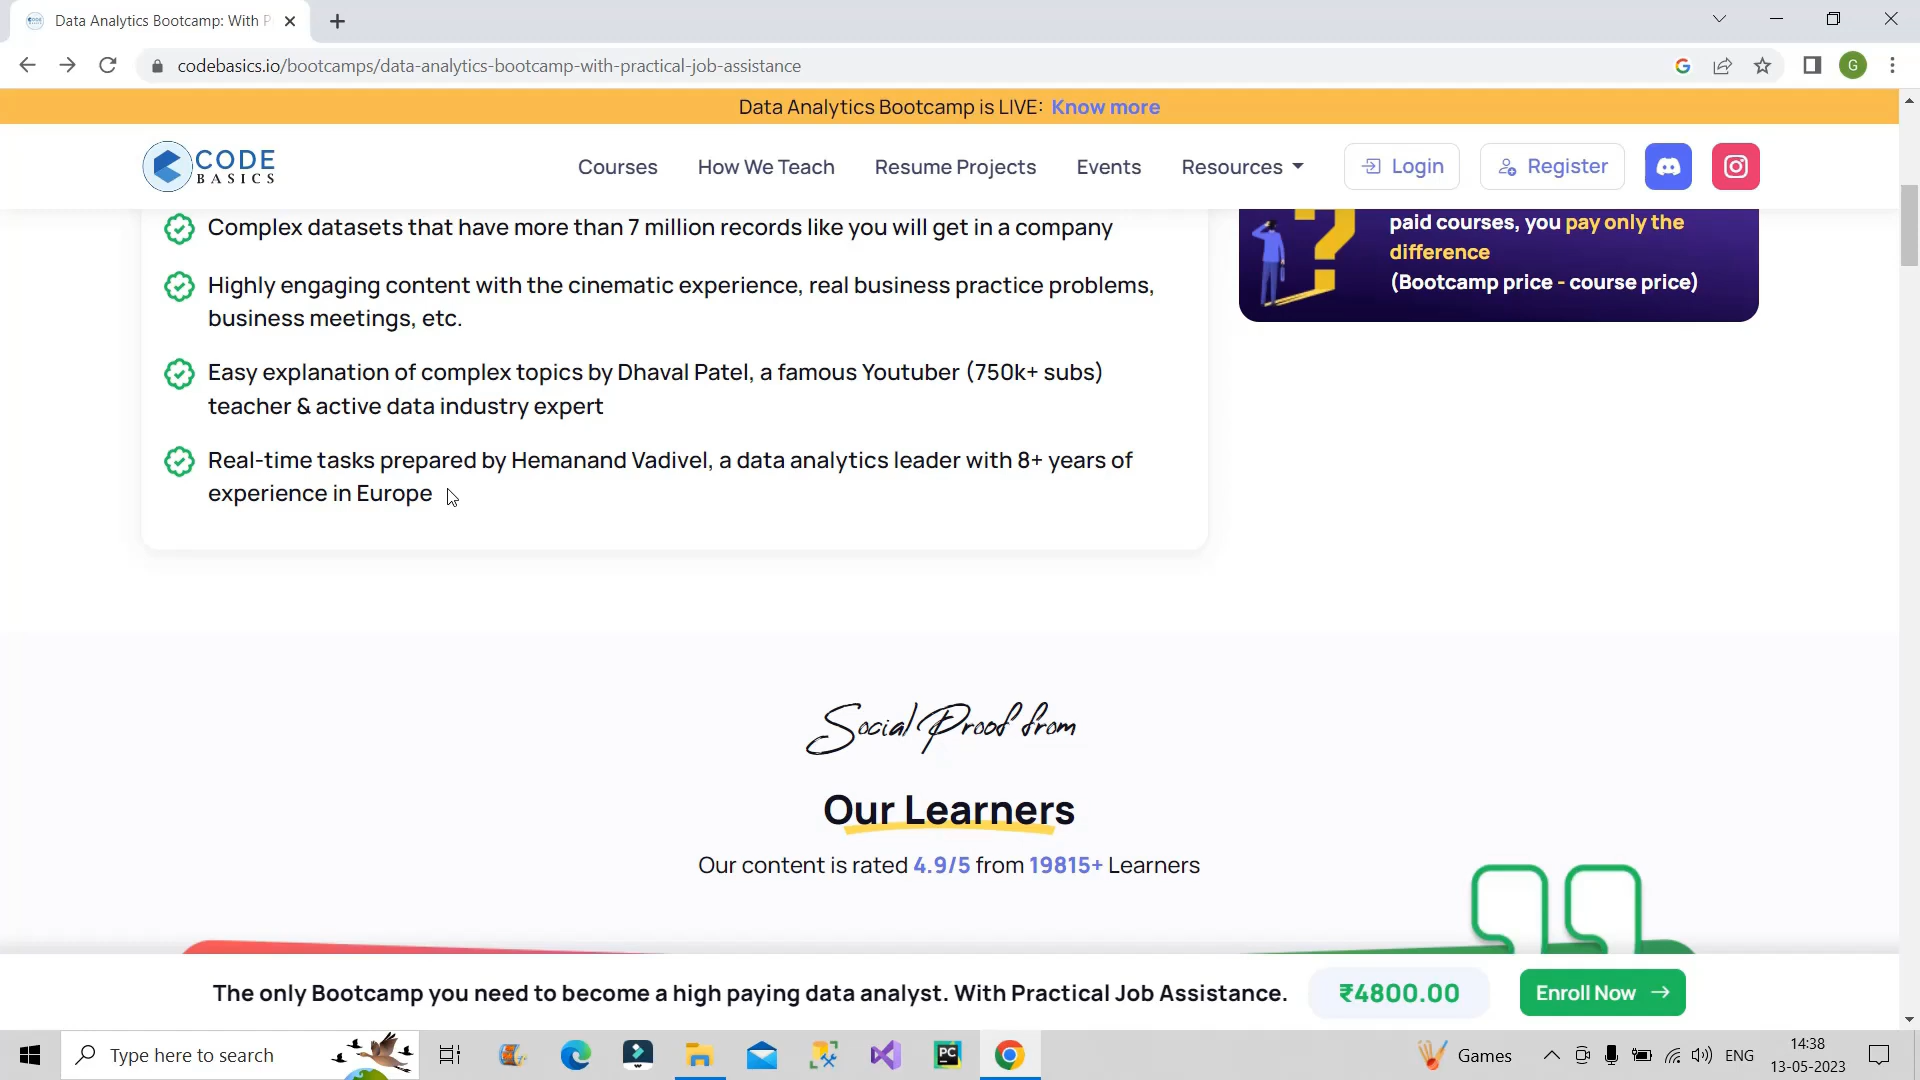 Data Analytics Bootcamp: With P
codebasics.io/bootcamps/data-analytics-bootcamp-with-practical-job-assistance
G
Data Analytics Bootcamp is LIVE: Know more
CODE
BASICS
Courses
How We Teach
Resume Projects
Events
Resources
Login
Register
Complex datasets that have more than 7 million records like you will get in a company
Highly engaging content with the cinematic experience, real business practice problems,
business meetings, etc.
Easy explanation of complex topics by Dhaval Patel, a famous Youtuber (750k+ subs)
teacher & active data industry expert
Real-time tasks prepared by Hemanand Vadivel, a data analytics leader with 8+ years of
experience in Europe
paid courses, you pay only the
difference
(Bootcamp price - course price)
Social Proof from
Our Learners
Our content is rated 4.9/5 from 19815+ Learners
The only Bootcamp you need to become a high paying data analyst. With Practical Job Assistance.
₹4800.00
Enroll Now
Type here to search
PC
Games
ENG
14:38
13-05-2023